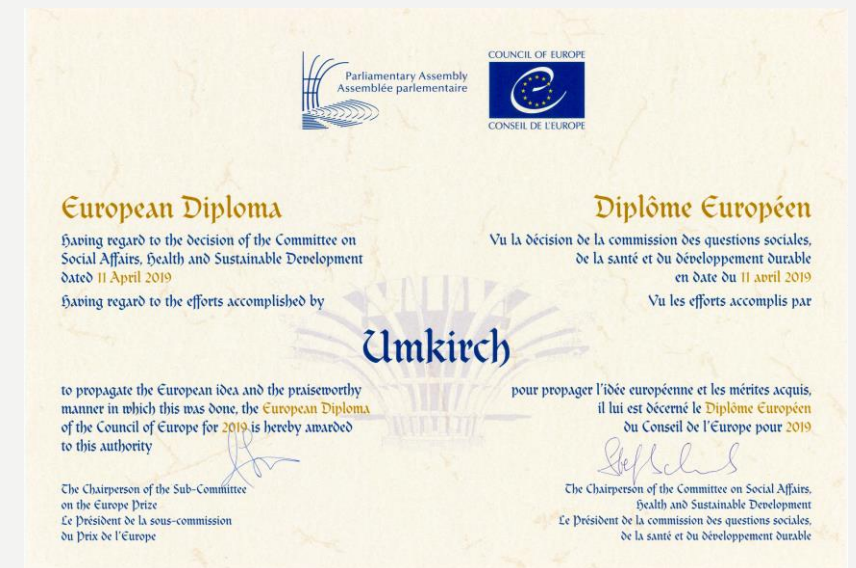 Parliamentary Assembly
Assemblée parlementaire
COUNCIL OF EUROPE
CONSEIL DE L'EUROPE
European Diploma
Having regard to the decision of the Committee on
Social Affairs, Health and Sustainable Development
dated 11 April 2019
Having regard to the efforts accomplished by
Diplôme Européen
Vu la décision de la commission des questions sociales,
de la santé et du développement durable
en date du 11 avril 2019
Vu les efforts accomplis par
Umkirch
to propagate the European idea and the praiseworthy
manner in which this was done, the European Diploma
of the Council of Europe for 2019 is hereby awarded
to this authority
pour propager l'idée européenne et les mérites acquis,
il lui est décerné le Diplôme Européen
du Conseil de l'Europe pour 2019
The Chairperson of the Sub-Committee
on the Europe Prize
Le Président de la sous-commission
du Prix de l'Europe
The Chairperson of the Committee on Social Affairs,
Health and Sustainable Development
Le Président de la commission des questions sociales,
de la santé et du développement durable